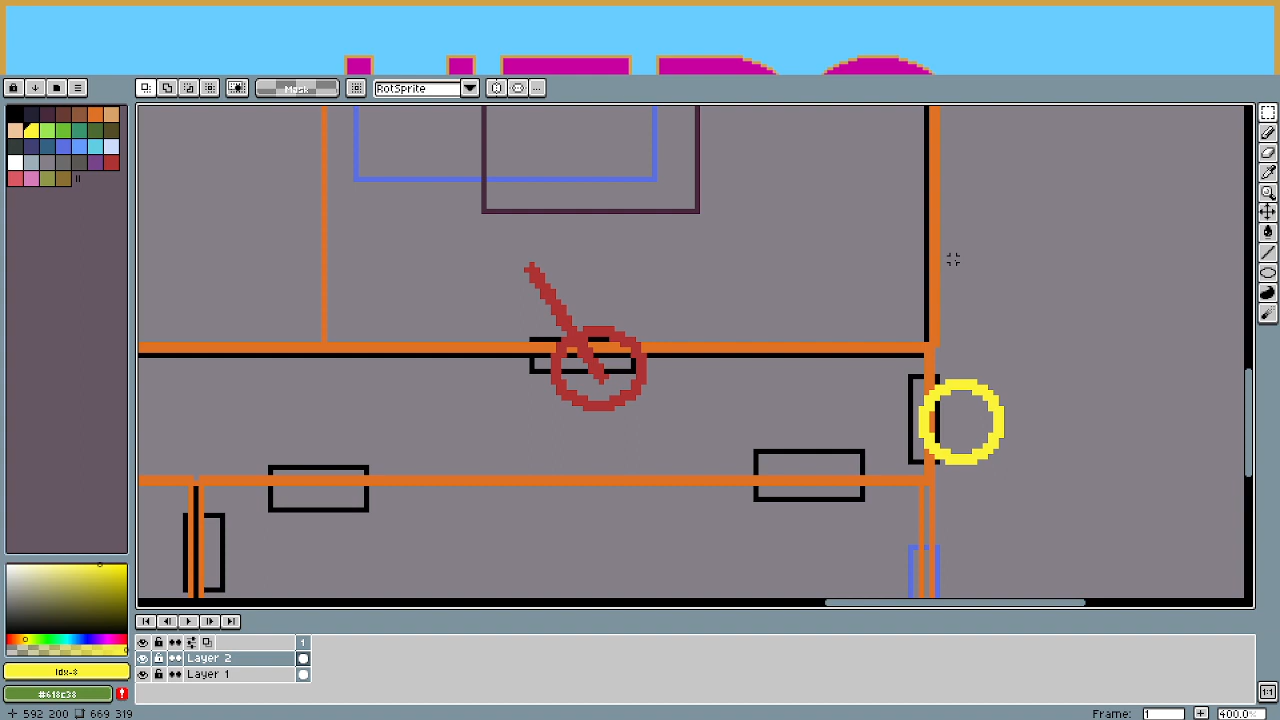 Mask
RotSprite
1
Layer 2
Layer 1
Idx-8
#618c38
592 200 669 319
Frame: 1
1:1
400.0